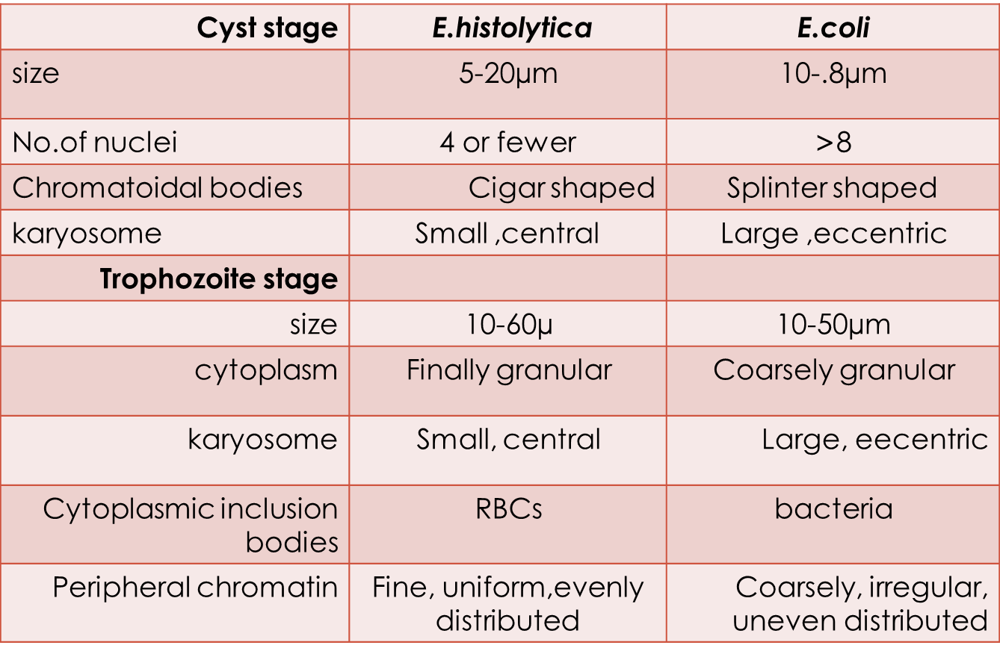 Cyst stage E.histolytica E.coli
size 5-20µm 10-.8µm
No.of nuclei 4 or fewer >8
Chromatoidal bodies Cigar shaped Splinter shaped
karyosome Small ,central Large ,eccentric
Trophozoite stage
size 10-60µ 10-50µm
cytoplasm Finally granular Coarsely granular
karyosome Small, central Large, eecentric
Cytoplasmic inclusion RBCs bacteria
bodies
Peripheral chromatin Fine, uniform,evenly Coarsely, irregular,
distributed uneven distributed